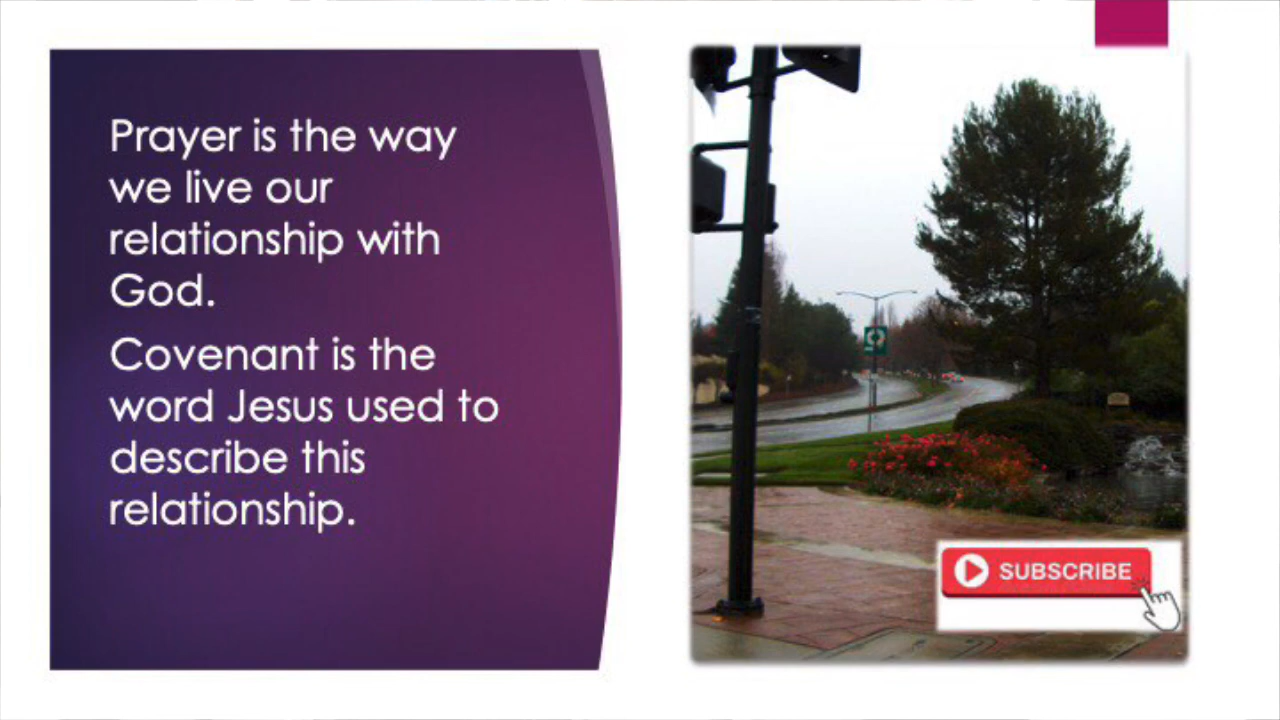 Prayer is the way
we live our
relationship with
God.
Covenant is the
word Jesus used to
describe this
relationship.
SUBSCRIBE